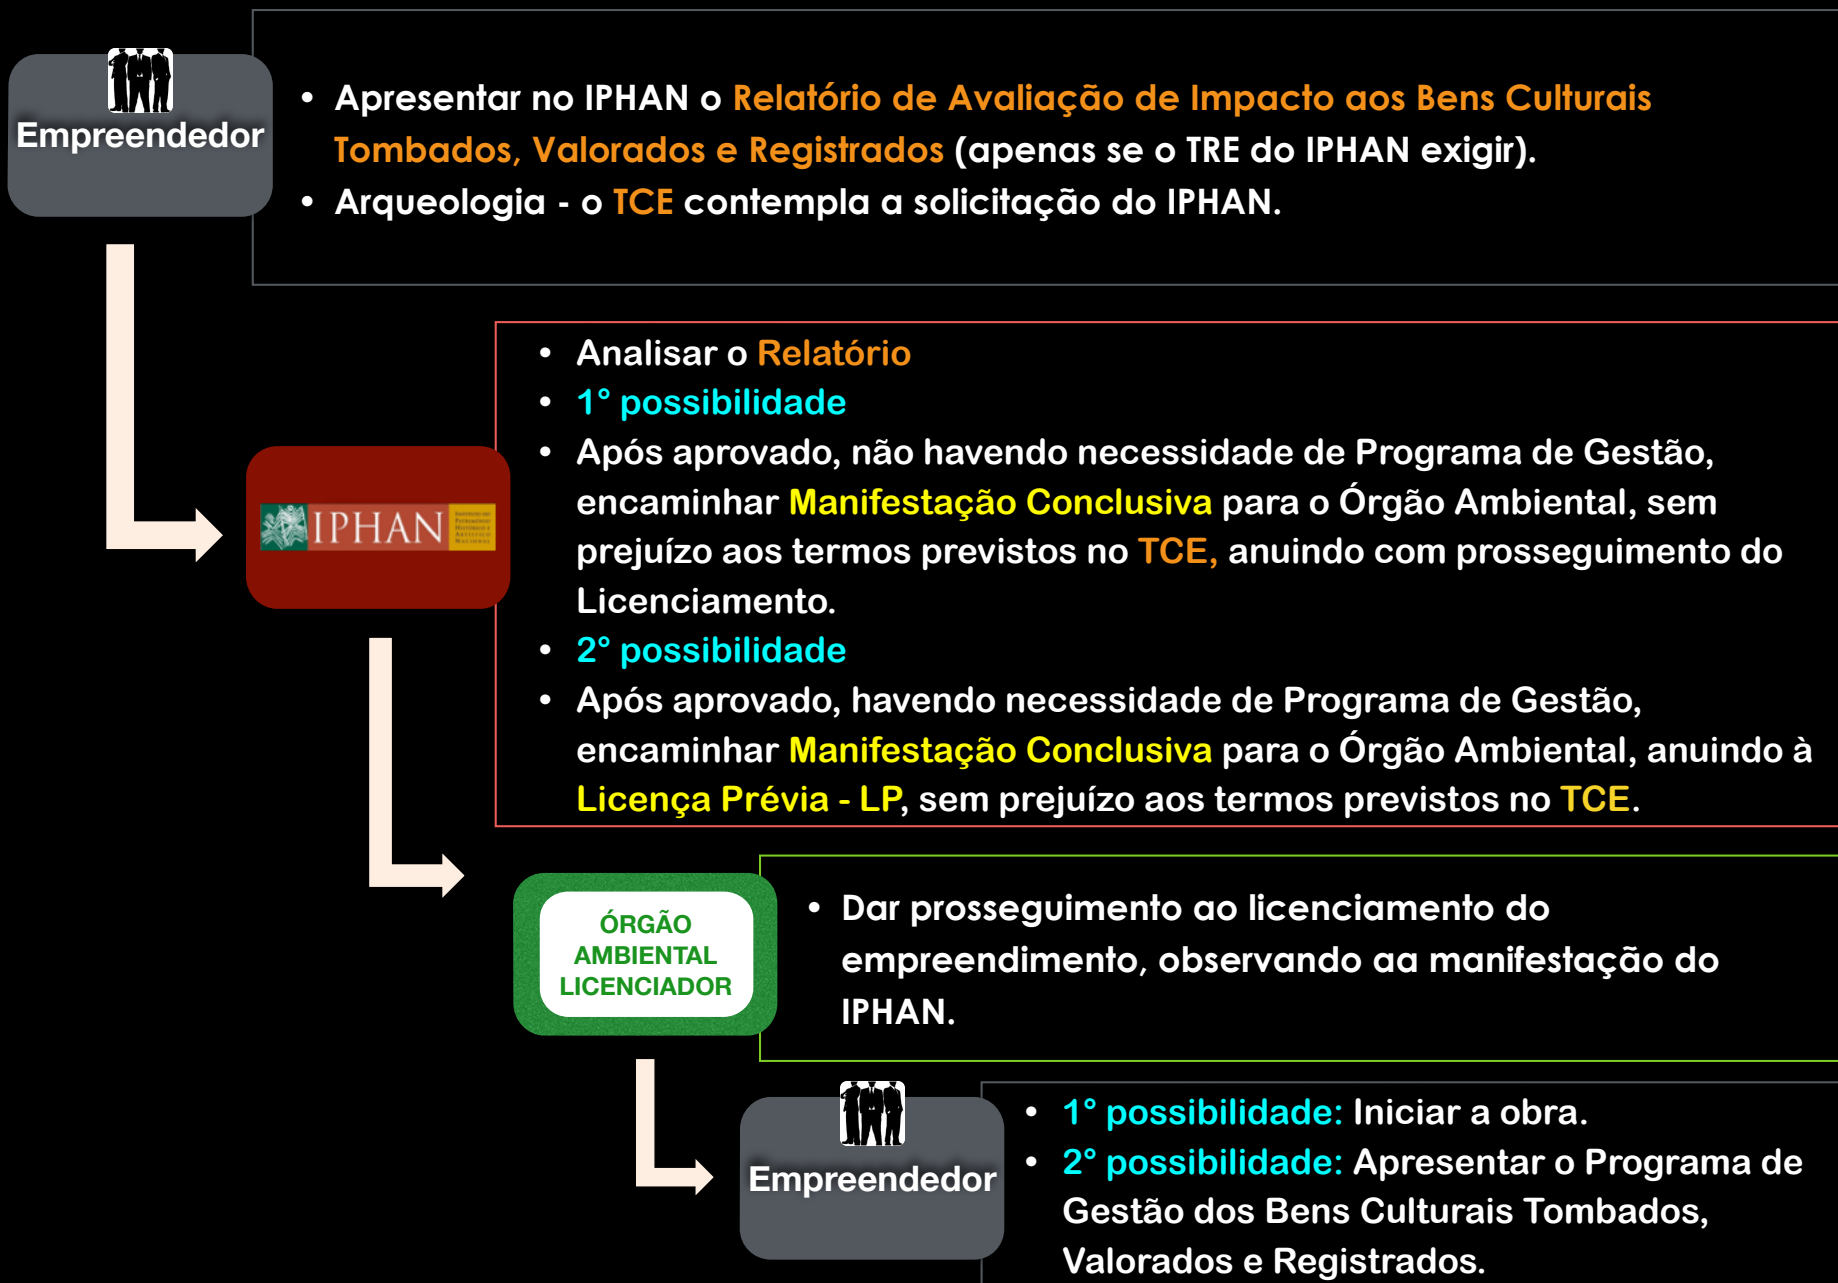 Empreendedor
• Apresentar no IPHAN o Relatório de Avaliação de Impacto aos Bens Culturais
Tombados, Valorados e Registrados (apenas se o TRE do IPHAN exigir).
• Arqueologia - o TCE contempla a solicitação do IPHAN.
IPHAN
INSTITUTO DO
PATRIMÔNIO
HISTÓRICO E
ARTÍSTICO
NACIONAL
• Analisar o Relatório
• 1° possibilidade
• Após aprovado, não havendo necessidade de Programa de Gestão,
encaminhar Manifestação Conclusiva para o Órgão Ambiental, sem
prejuízo aos termos previstos no TCE, anuindo com prosseguimento do
Licenciamento.
• 2° possibilidade
• Após aprovado, havendo necessidade de Programa de Gestão,
encaminhar Manifestação Conclusiva para o Órgão Ambiental, anuindo à
Licença Prévia - LP, sem prejuízo aos termos previstos no TCE.
ÓRGÃO
AMBIENTAL
LICENCIADOR
• Dar prosseguimento ao licenciamento do
empreendimento, observando aa manifestação do
IPHAN.
Empreendedor
• 1° possibilidade: Iniciar a obra.
• 2° possibilidade: Apresentar o Programa de
Gestão dos Bens Culturais Tombados,
Valorados e Registrados.